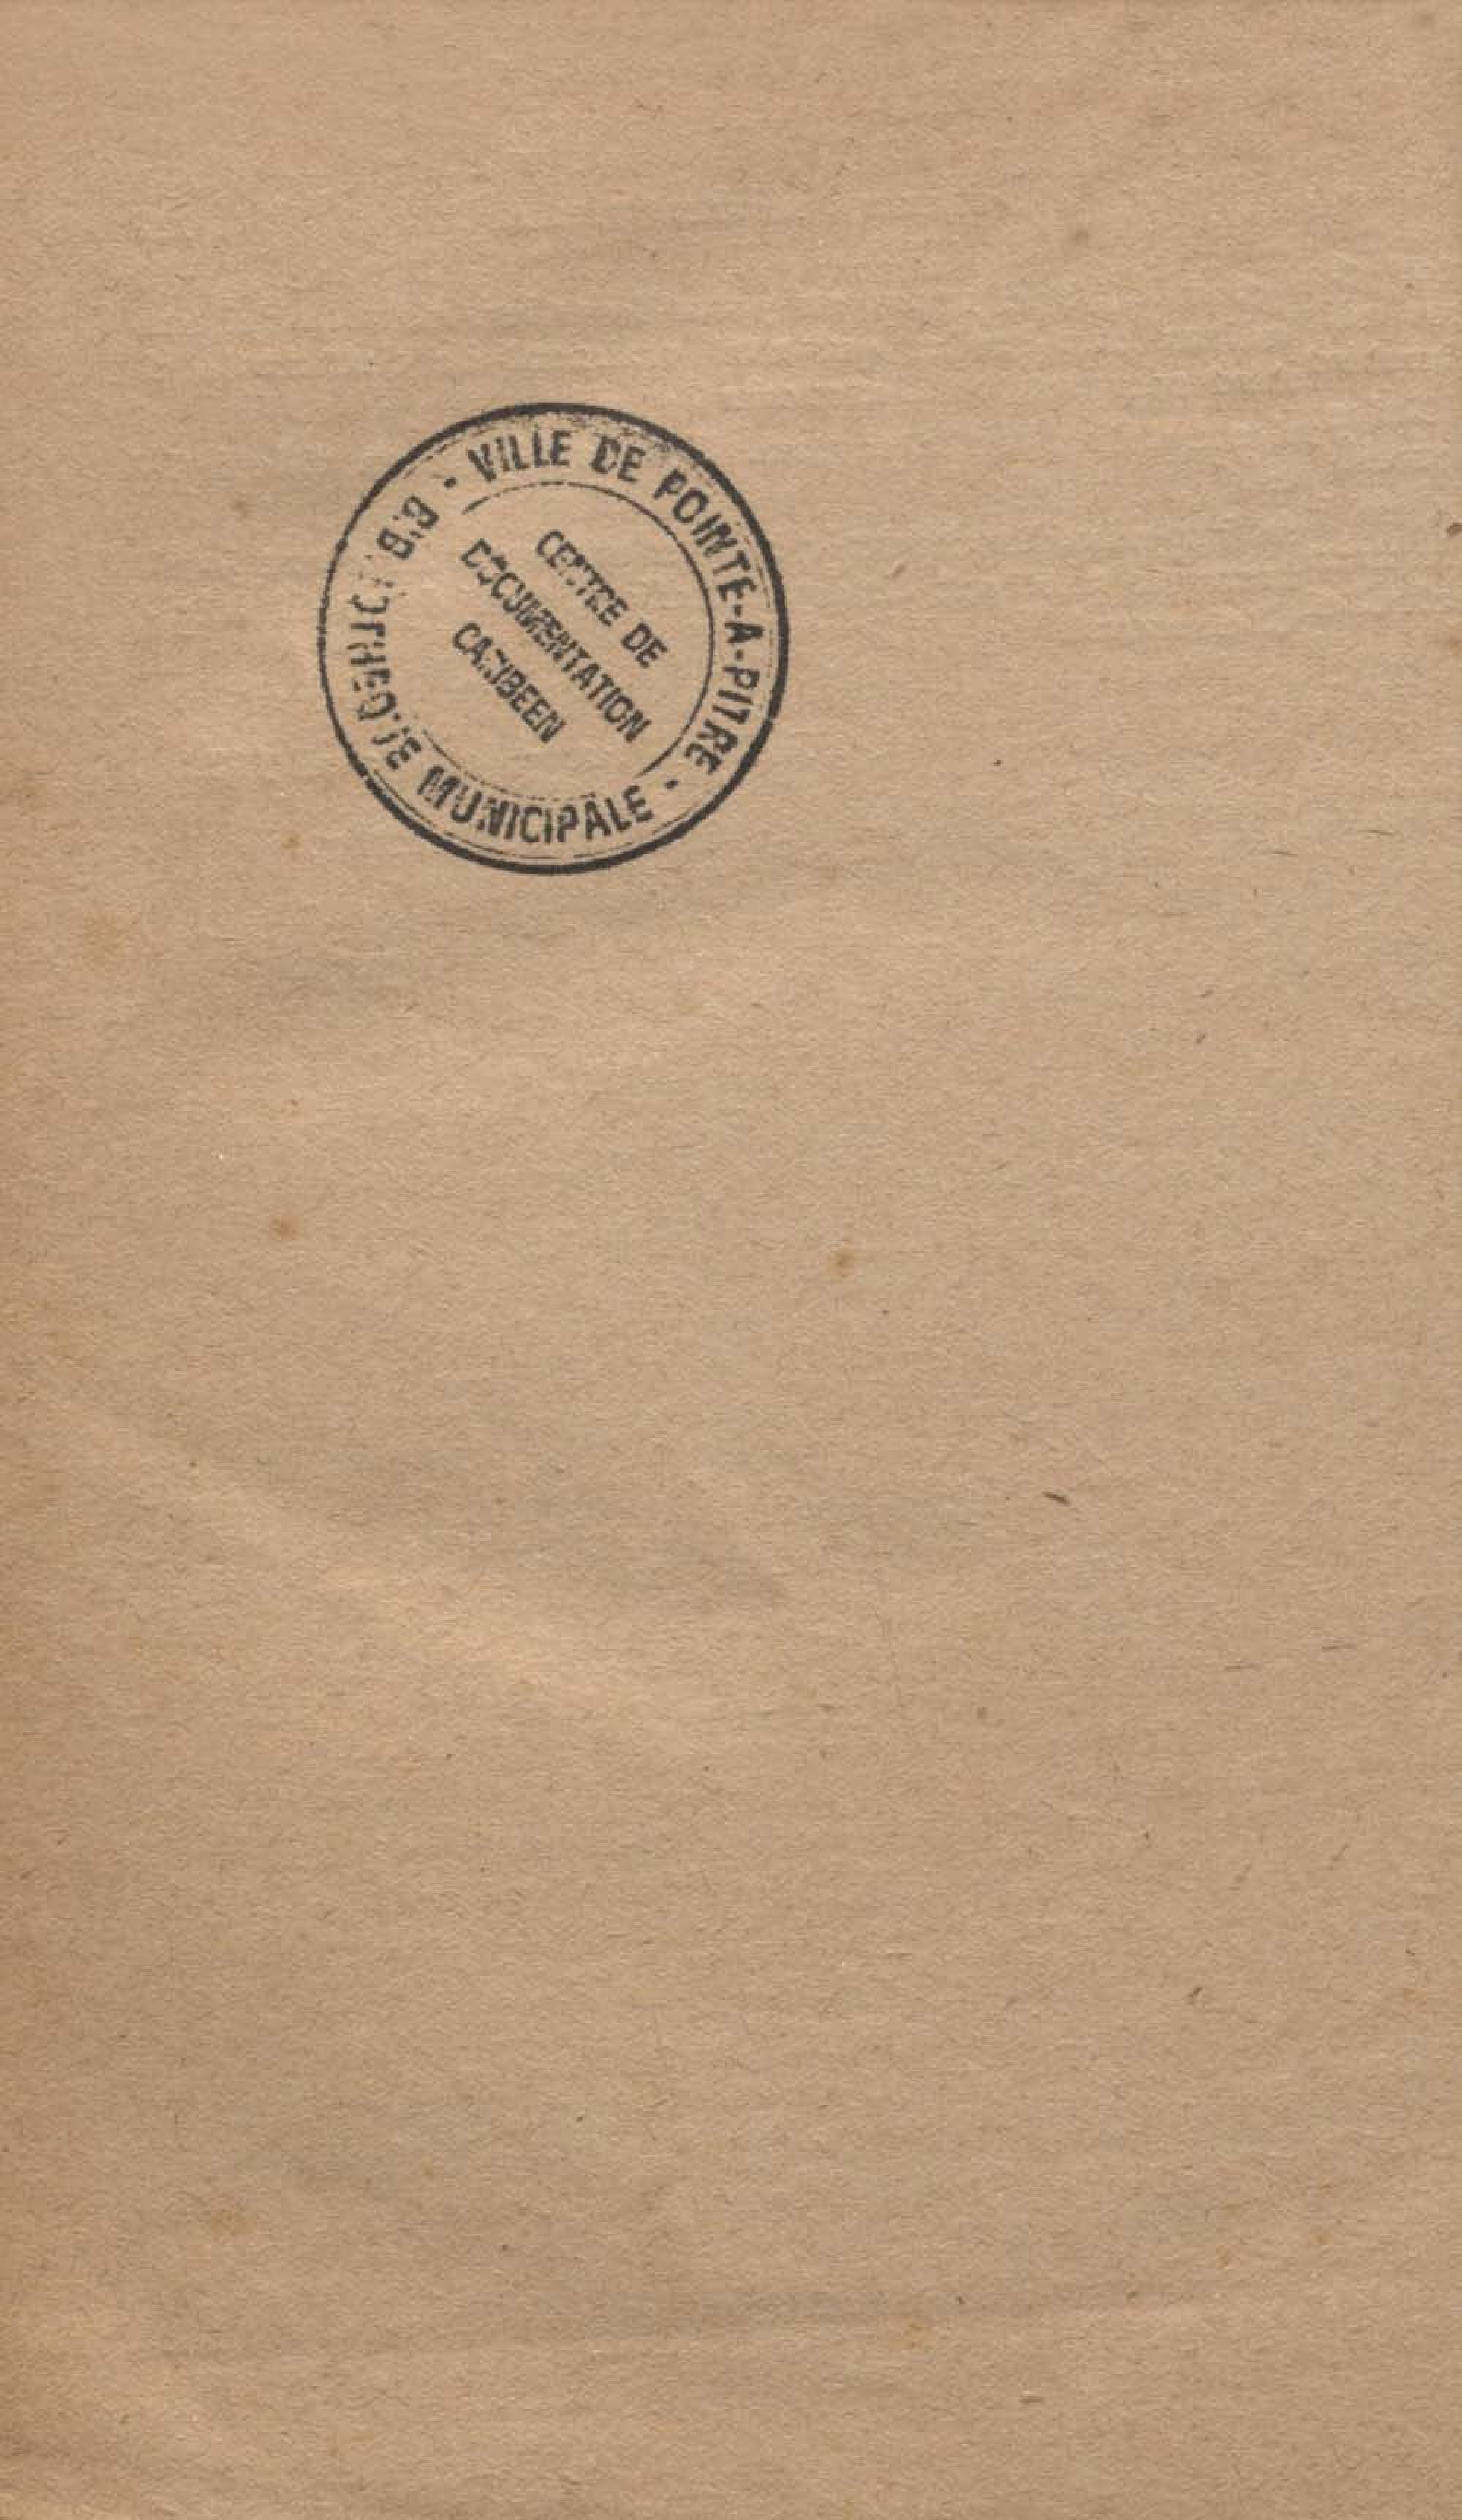 VILLE DE POINTE-A-PITRE -
MUNICIPALE
CENTRE DE
DOCUMENTATION
CARIBEEN